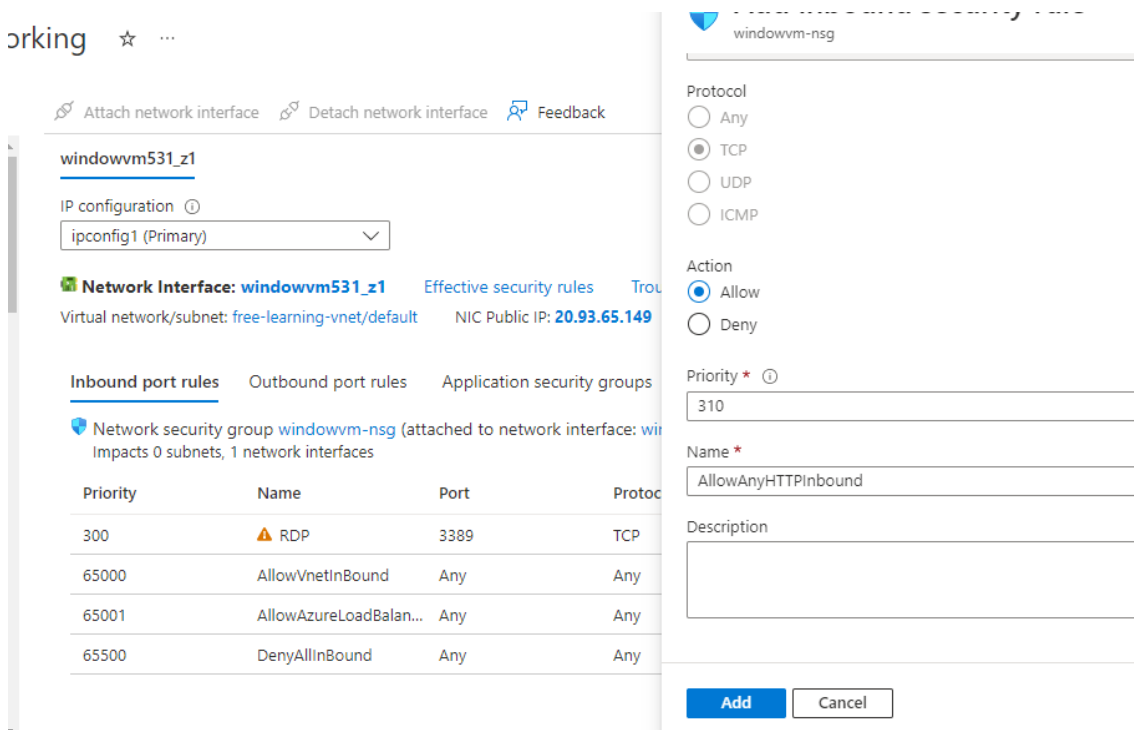 orking
windowvm-nsg
Attach network interface Detach network interface Feedback
windowvm531_z1
IP configuration
ipconfig1 (Primary)
Network Interface: windowvm531_z1 Effective security rules
Virtual network/subnet: free-learning-vnet/default NIC Public IP: 20.93.65.149
Inbound port rules Outbound port rules Application security groups
Network security group windowvm-nsg (attached to network interface:
Impacts 0 subnets, 1 network interfaces
Priority Name Port Protoc
300 RDP 3389 TCP
65000 AllowVnetInBound Any Any
65001 AllowAzureLoadBalan... Any Any
65500 DenyAllInBound Any Any
Protocol
Any
TCP
UDP
ICMP
Action
Allow
Deny
Priority *
310
Name *
AllowAnyHTTPInbound
Description
Add Cancel